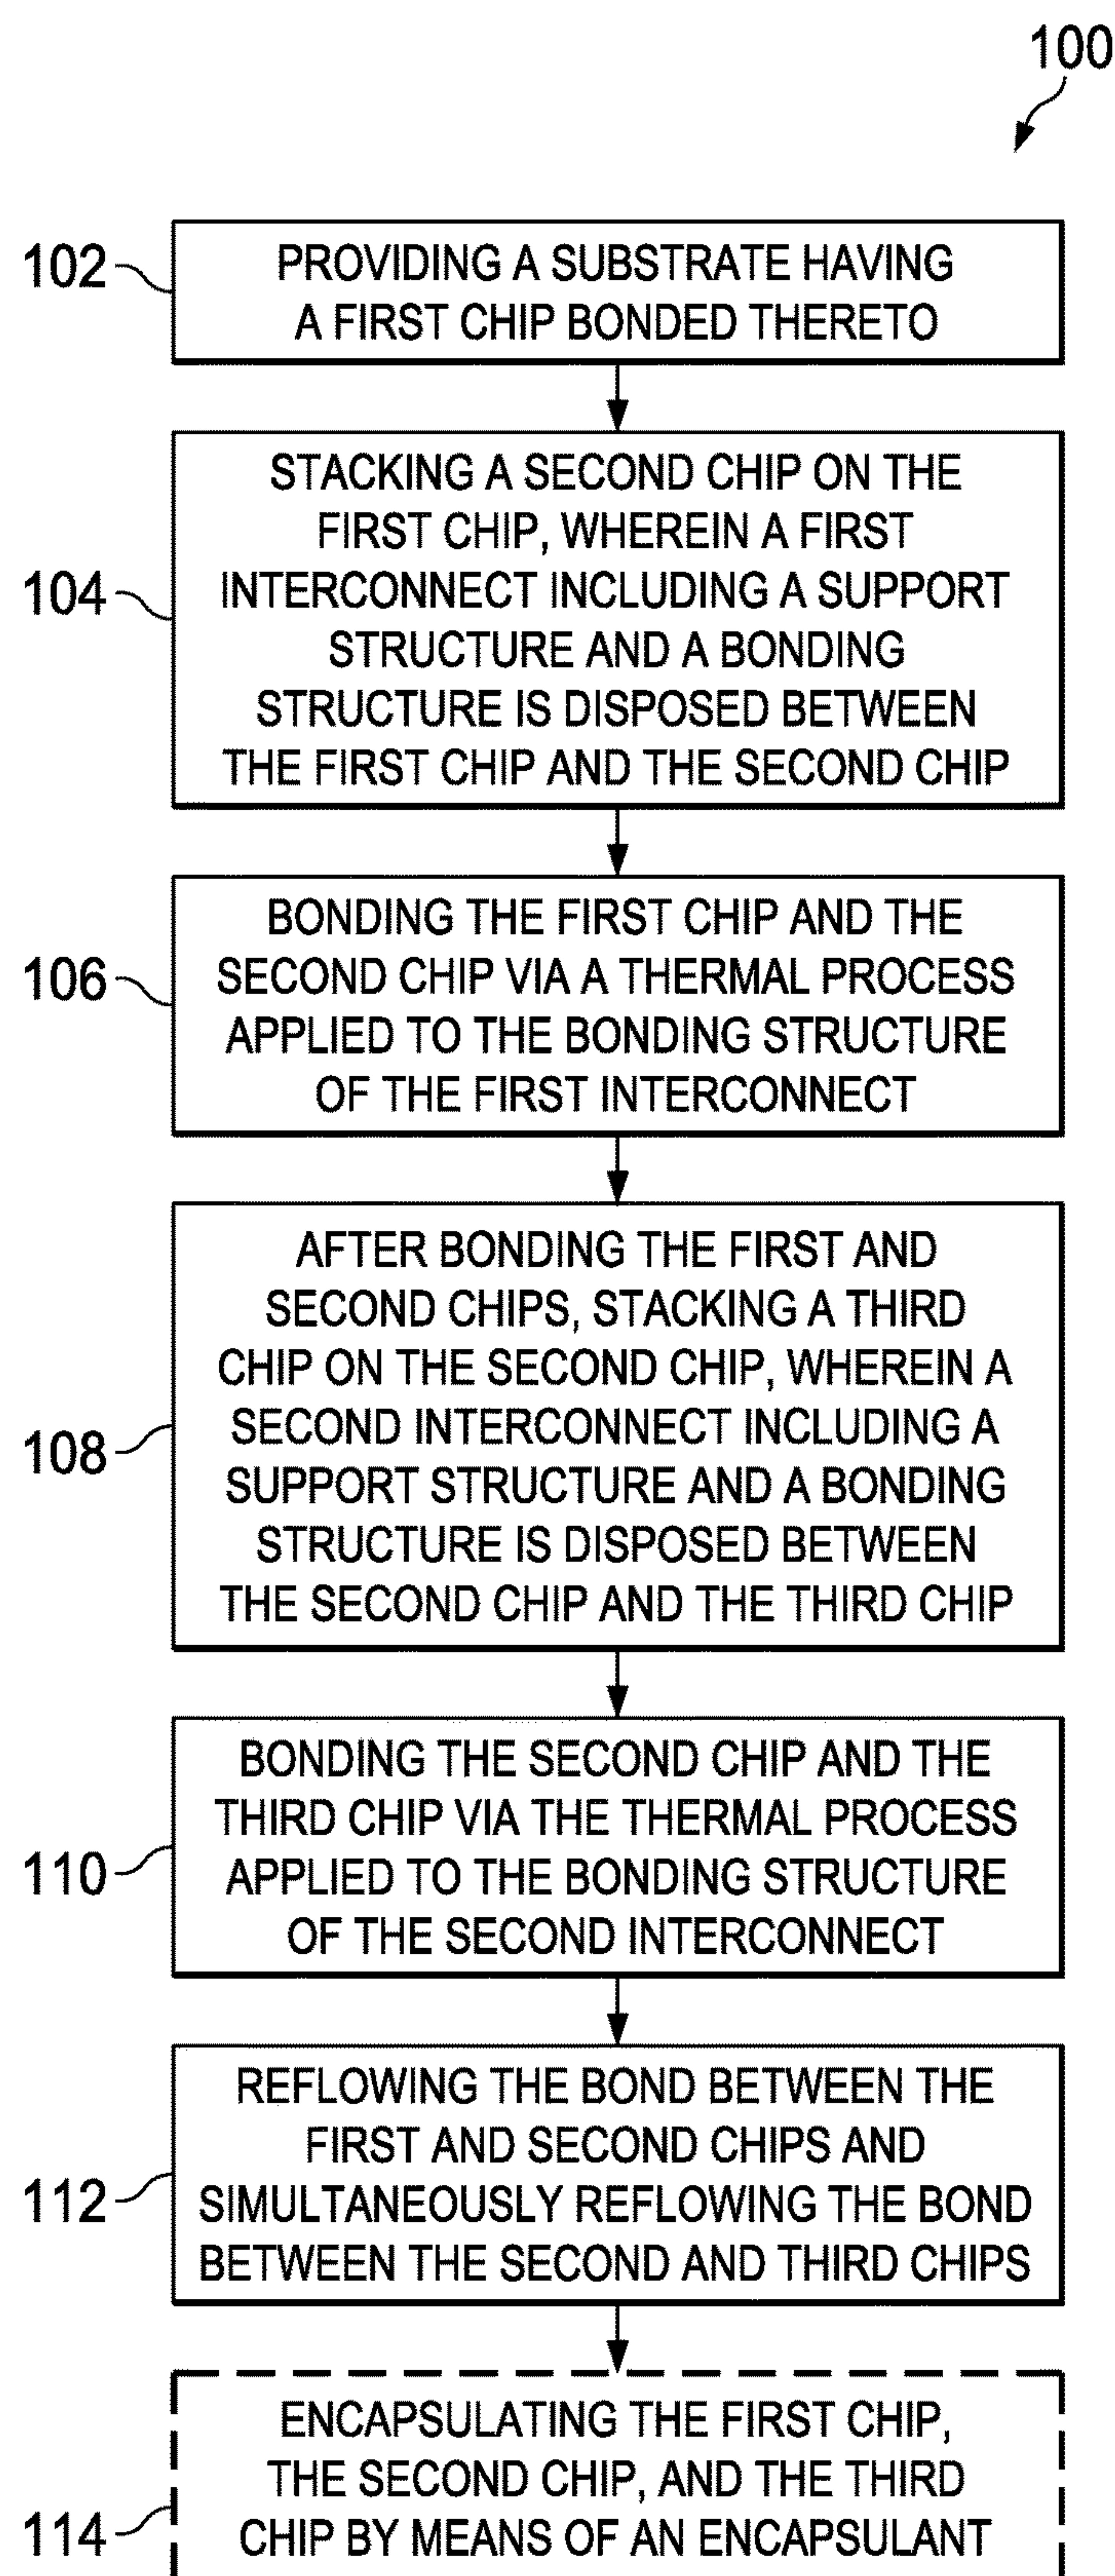 100
102
PROVIDING A SUBSTRATE HAVING
A FIRST CHIP BONDED THERETO
104
STACKING A SECOND CHIP ON THE
FIRST CHIP, WHEREIN A FIRST
INTERCONNECT INCLUDING A SUPPORT
STRUCTURE AND A BONDING
STRUCTURE IS DISPOSED BETWEEN
THE FIRST CHIP AND THE SECOND CHIP
106
BONDING THE FIRST CHIP AND THE
SECOND CHIP VIA A THERMAL PROCESS
APPLIED TO THE BONDING STRUCTURE
OF THE FIRST INTERCONNECT
108
AFTER BONDING THE FIRST AND
SECOND CHIPS, STACKING A THIRD
CHIP ON THE SECOND CHIP, WHEREIN A
SECOND INTERCONNECT INCLUDING A
SUPPORT STRUCTURE AND A BONDING
STRUCTURE IS DISPOSED BETWEEN
THE SECOND CHIP AND THE THIRD CHIP
110
BONDING THE SECOND CHIP AND THE
THIRD CHIP VIA THE THERMAL PROCESS
APPLIED TO THE BONDING STRUCTURE
OF THE SECOND INTERCONNECT
112
REFLOWING THE BOND BETWEEN THE
FIRST AND SECOND CHIPS AND
SIMULTANEOUSLY REFLOWING THE BOND
BETWEEN THE SECOND AND THIRD CHIPS
114
ENCAPSULATING THE FIRST CHIP,
THE SECOND CHIP, AND THE THIRD
CHIP BY MEANS OF AN ENCAPSULANT